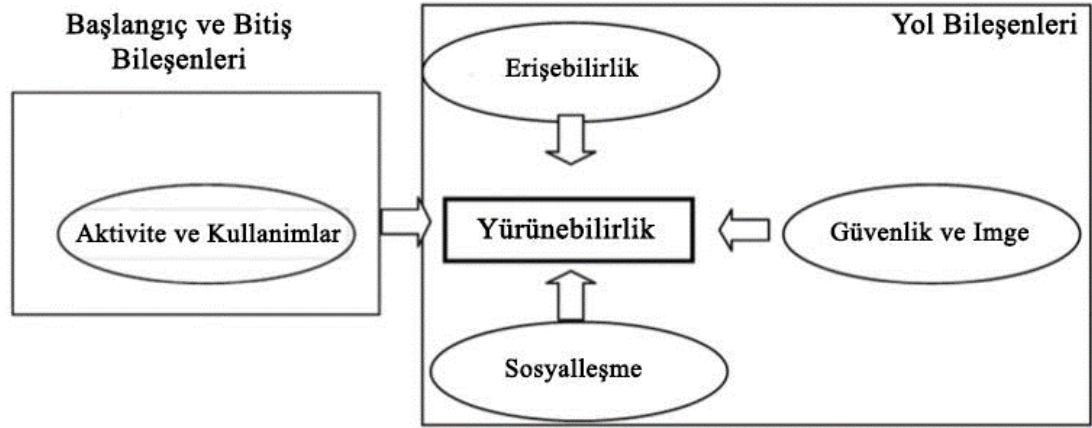 Başlangıç ve Bitiş
Bileşenleri
Yol Bileşenleri
Erişebilirlik
Aktivite ve Kullanimlar
Yürünebilirlik
Güvenlik ve Imge
Sosyalleşme